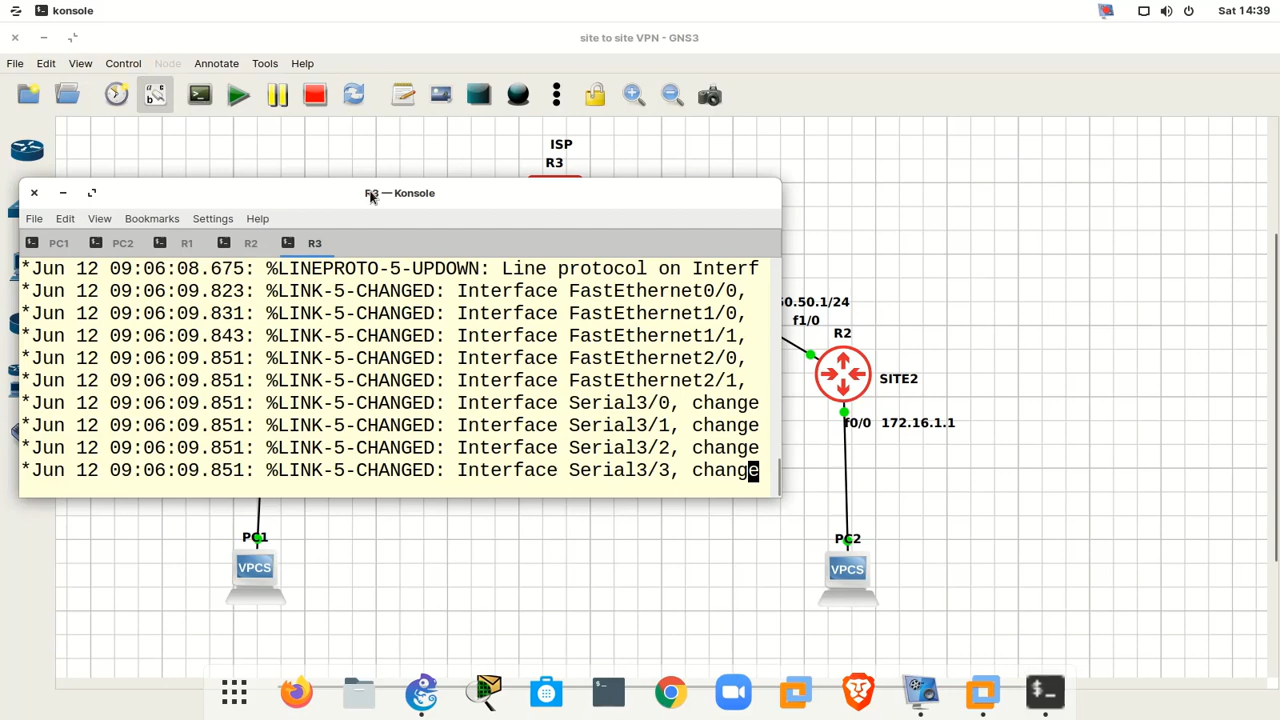 konsole
Sat 14:39
site to site VPN - GNS3
File Edit View Control Node Annotate Tools Help
ISP
R3
R3 — Konsole
File Edit View Bookmarks Settings Help
PC1 PC2 R1 R2 R3
*Jun 12 09:06:08.675: %LINEPROTO-5-UPDOWN: Line protocol on Interf
*Jun 12 09:06:09.823: %LINK-5-CHANGED: Interface FastEthernet0/0,
*Jun 12 09:06:09.831: %LINK-5-CHANGED: Interface FastEthernet1/0,
*Jun 12 09:06:09.843: %LINK-5-CHANGED: Interface FastEthernet1/1,
*Jun 12 09:06:09.851: %LINK-5-CHANGED: Interface FastEthernet2/0,
*Jun 12 09:06:09.851: %LINK-5-CHANGED: Interface FastEthernet2/1,
*Jun 12 09:06:09.851: %LINK-5-CHANGED: Interface Serial3/0, change
*Jun 12 09:06:09.851: %LINK-5-CHANGED: Interface Serial3/1, change
*Jun 12 09:06:09.851: %LINK-5-CHANGED: Interface Serial3/2, change
*Jun 12 09:06:09.851: %LINK-5-CHANGED: Interface Serial3/3, change
0.50.1/24
f1/0
R2
SITE2
f0/0 172.16.1.1
PC1
VPCS
PC2
VPCS